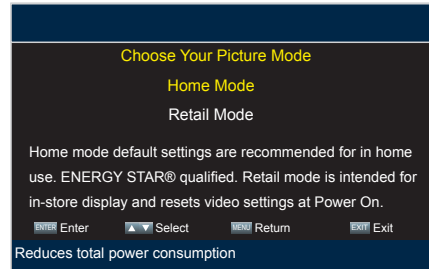 Choose Your Picture Mode
Home Mode
Retail Mode
Home mode default settings are recommended for in home
use. ENERGY STAR® qualified. Retail mode is intended for
in-store display and resets video settings at Power On.
ENTER Enter ▲ ▼ Select MENU Return EXIT Exit
Reduces total power consumption